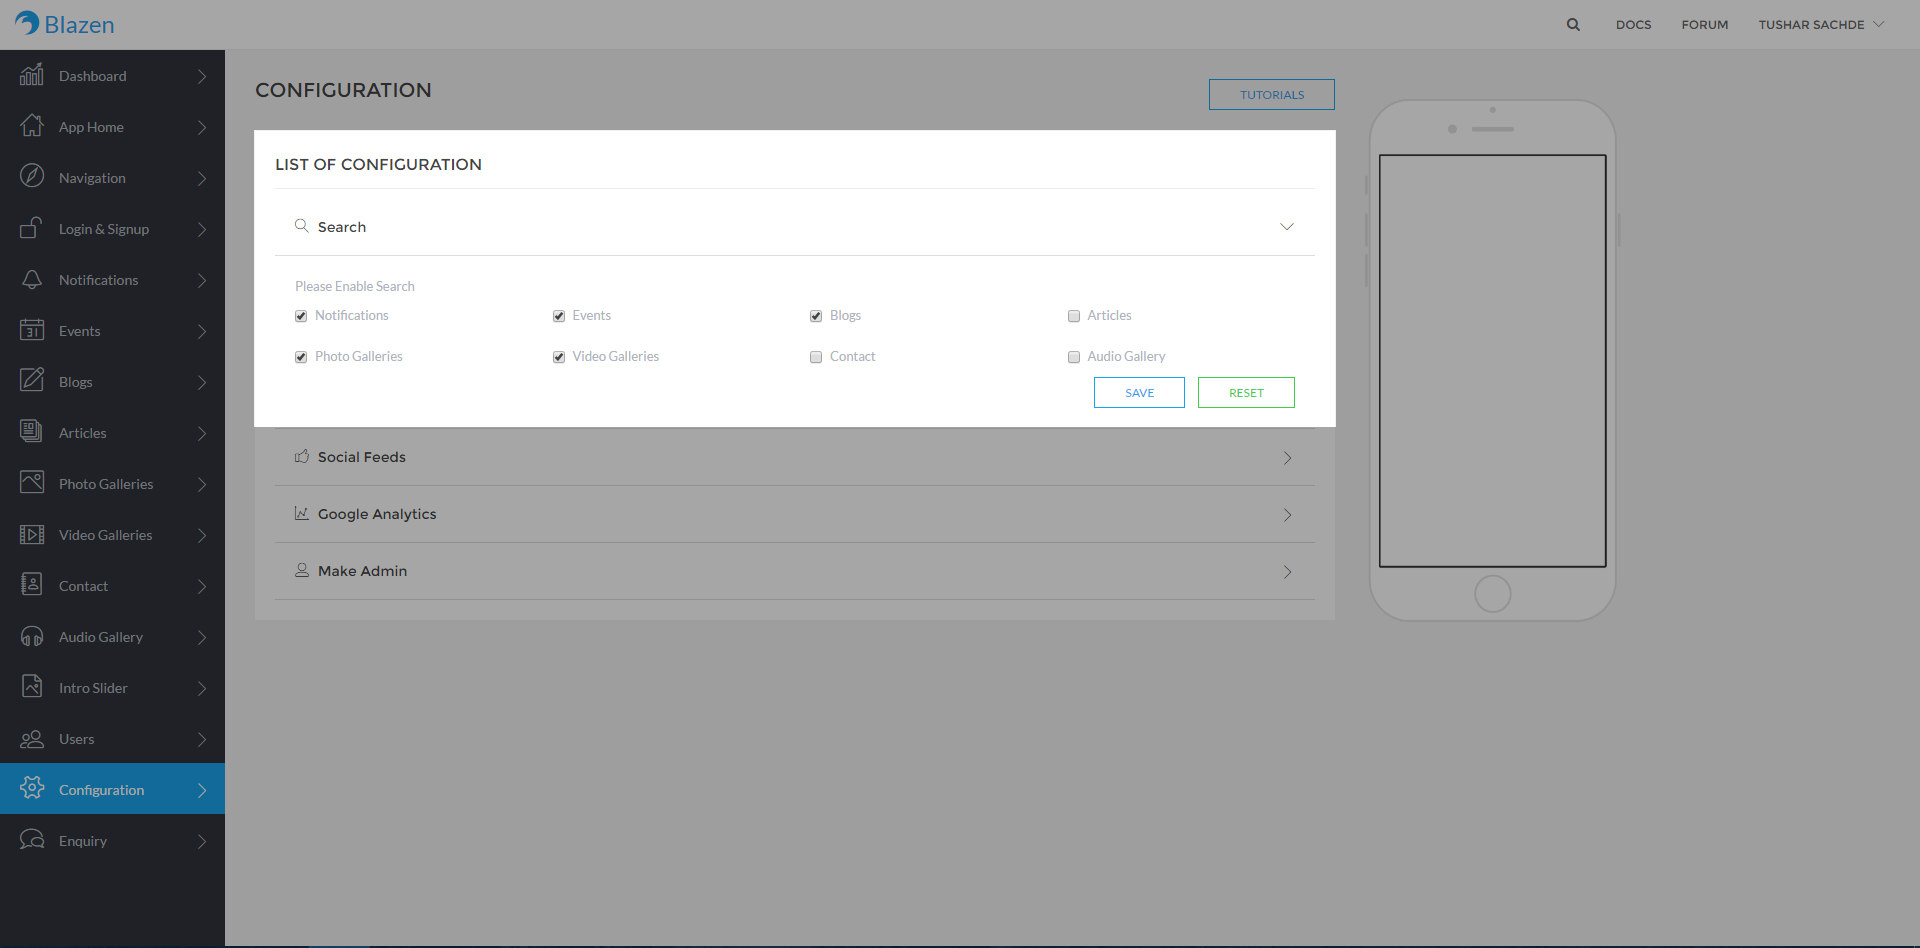 Blazen
DOCS FORUM TUSHAR SACHDE
Dashboard
App Home
Navigation
Login & Signup
Notifications
Events
31
Blogs
Articles
Photo Galleries
Video Galleries
Contact
Audio Gallery
Intro Slider
Users
Configuration
Enquiry
CONFIGURATION
TUTORIALS
LIST OF CONFIGURATION
Search
Please Enable Search
Notifications Events Blogs Articles
Photo Galleries Video Galleries Contact Audio Gallery
SAVE RESET
Social Feeds
Google Analytics
Make Admin